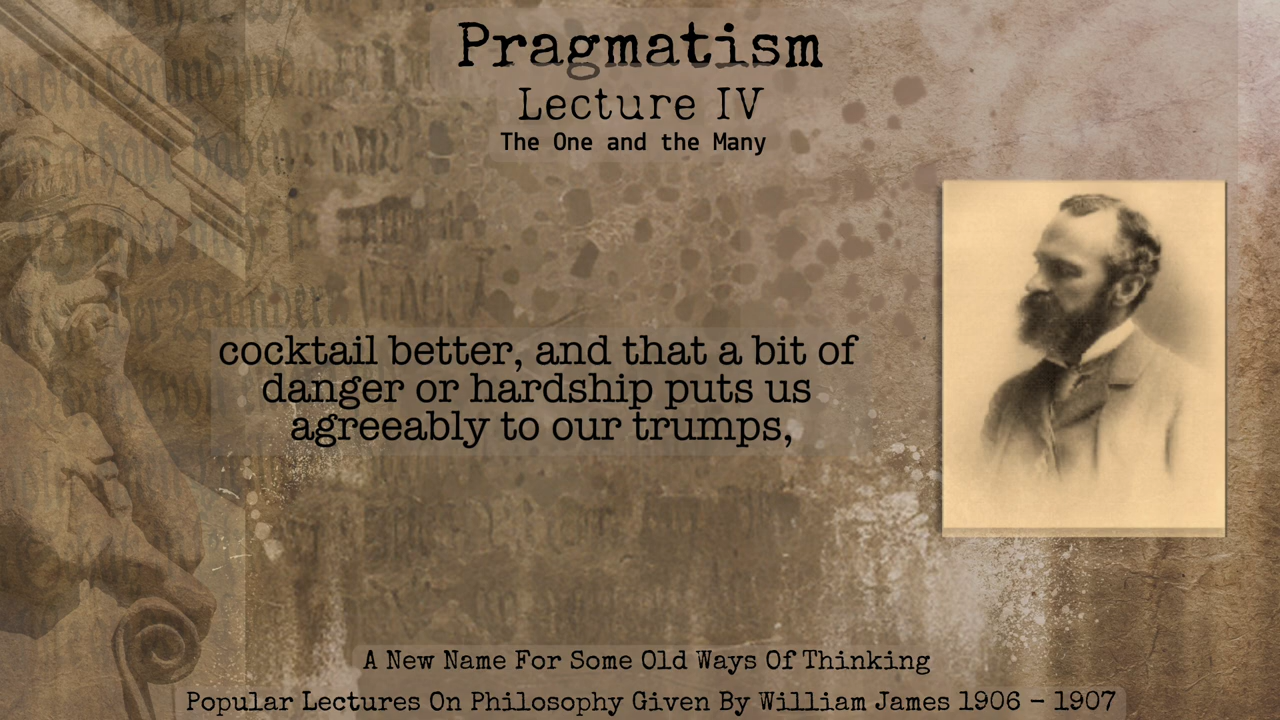 Pragmatism
Lecture IV
The One and the Many
cocktail better, and that a bit of
danger or hardship puts us
agreeably to our trumps,
A New Name For Some Old Ways Of Thinking
Popular Lectures On Philosophy Given By William James 1906 – 1907